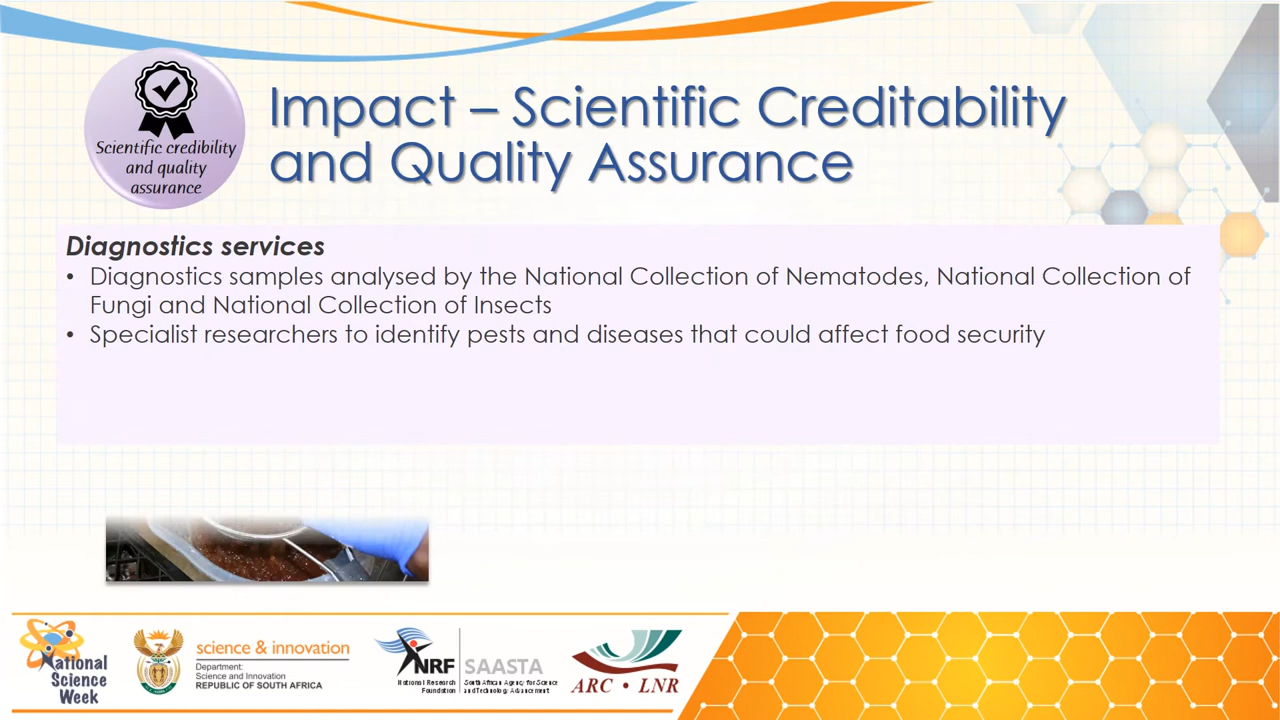 Scientific credibility
and quality
assurance
Impact – Scientific Creditability
and Quality Assurance
Diagnostics services
• Diagnostics samples analysed by the National Collection of Nematodes, National Collection of
Fungi and National Collection of Insects
• Specialist researchers to identify pests and diseases that could affect food security
National
Science
Week
science & innovation
Department:
Science and Innovation
REPUBLIC OF SOUTH AFRICA
NRF
National Research
Foundation
SAASTA
South African Agency for Science
and Technology Advancement
ARC • LNR